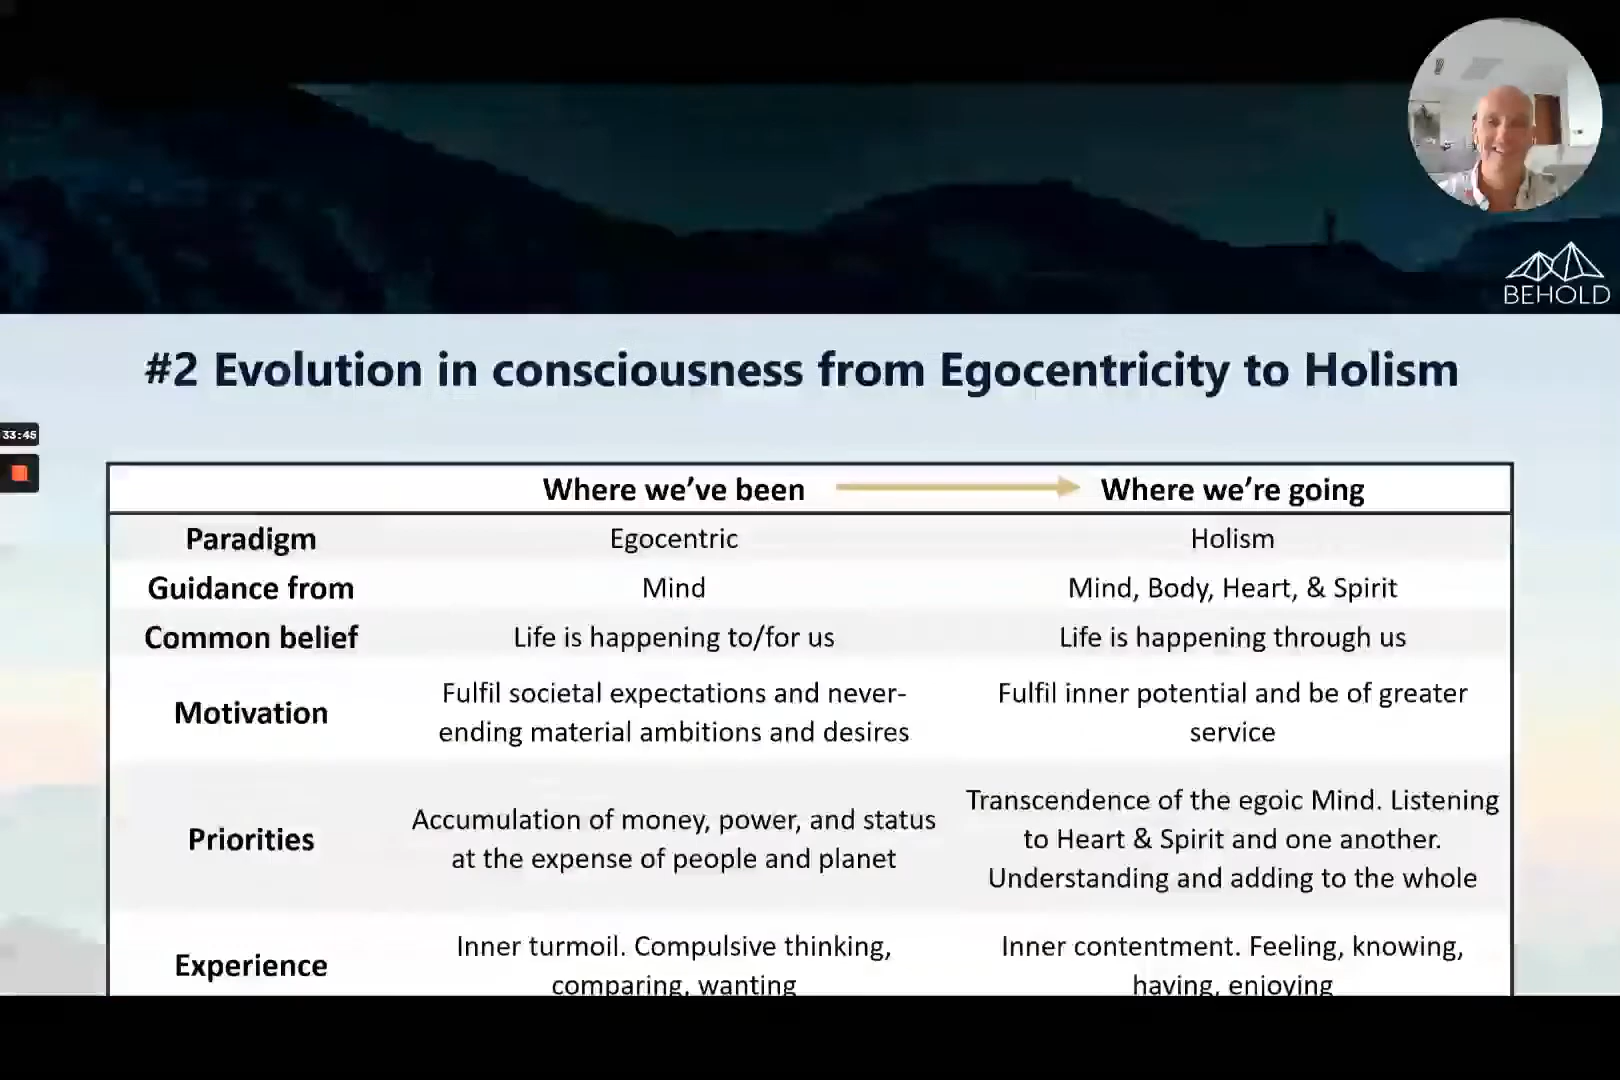 BEHOLD
#2 Evolution in consciousness from Egocentricity to Holism
33:45
Where we've been Where we're going
Paradigm Egocentric Holism
Guidance from Mind Mind, Body, Heart, & Spirit
Common belief Life is happening to/for us Life is happening through us
Motivation Fulfil societal expectations and never-
ending material ambitions and desires Fulfil inner potential and be of greater
service
Priorities Accumulation of money, power, and status
at the expense of people and planet Transcendence of the egoic Mind. Listening
to Heart & Spirit and one another.
Understanding and adding to the whole
Experience Inner turmoil. Compulsive thinking,
comparing, wanting Inner contentment. Feeling, knowing,
having, enjoying